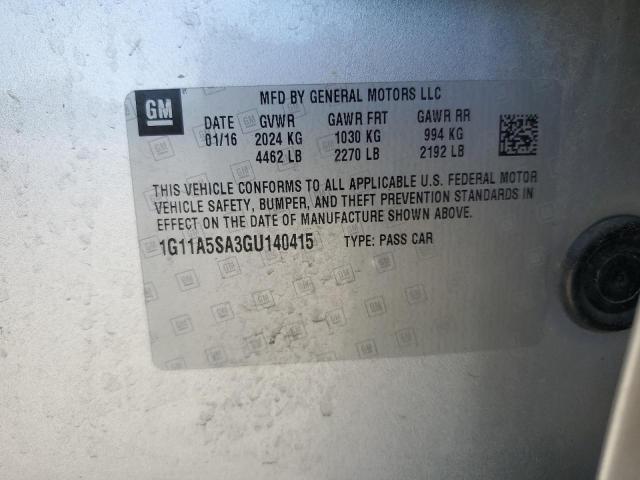 GM
MFD BY GENERAL MOTORS LLC
DATE GVWR GAWR FRT GAWR RR
01/16 2024 KG 1030 KG 994 KG
4462 LB 2270 LB 2192 LB
THIS VEHICLE CONFORMS TO ALL APPLICABLE U.S. FEDERAL MOTOR
VEHICLE SAFETY, BUMPER, AND THEFT PREVENTION STANDARDS IN
EFFECT ON THE DATE OF MANUFACTURE SHOWN ABOVE.
1G11A5SA3GU140415 TYPE: PASS CAR